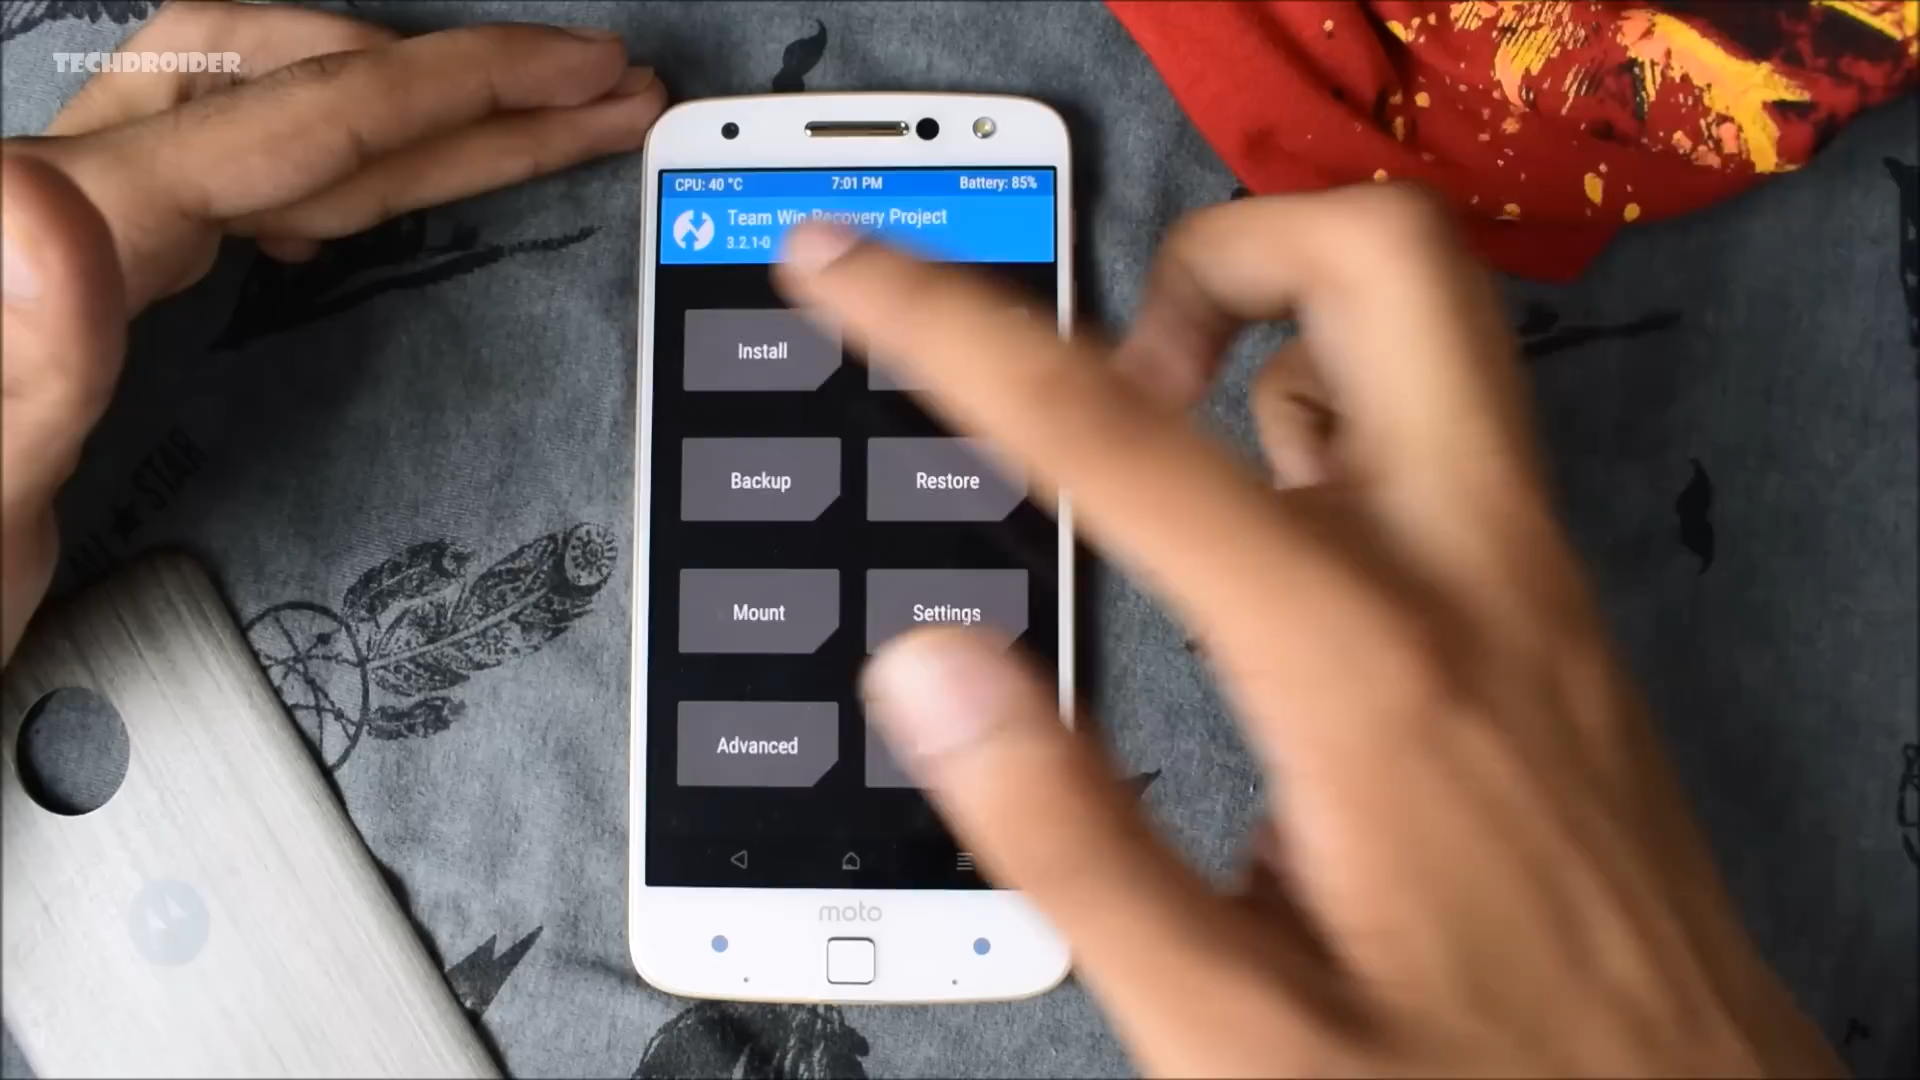 TECHDROIDER
CPU: 40 °C 7:01 PM Battery: 85%
Team Win Recovery Project
3.2.1-0
Install
Backup Restore
Mount Settings
Advanced
moto
STAR